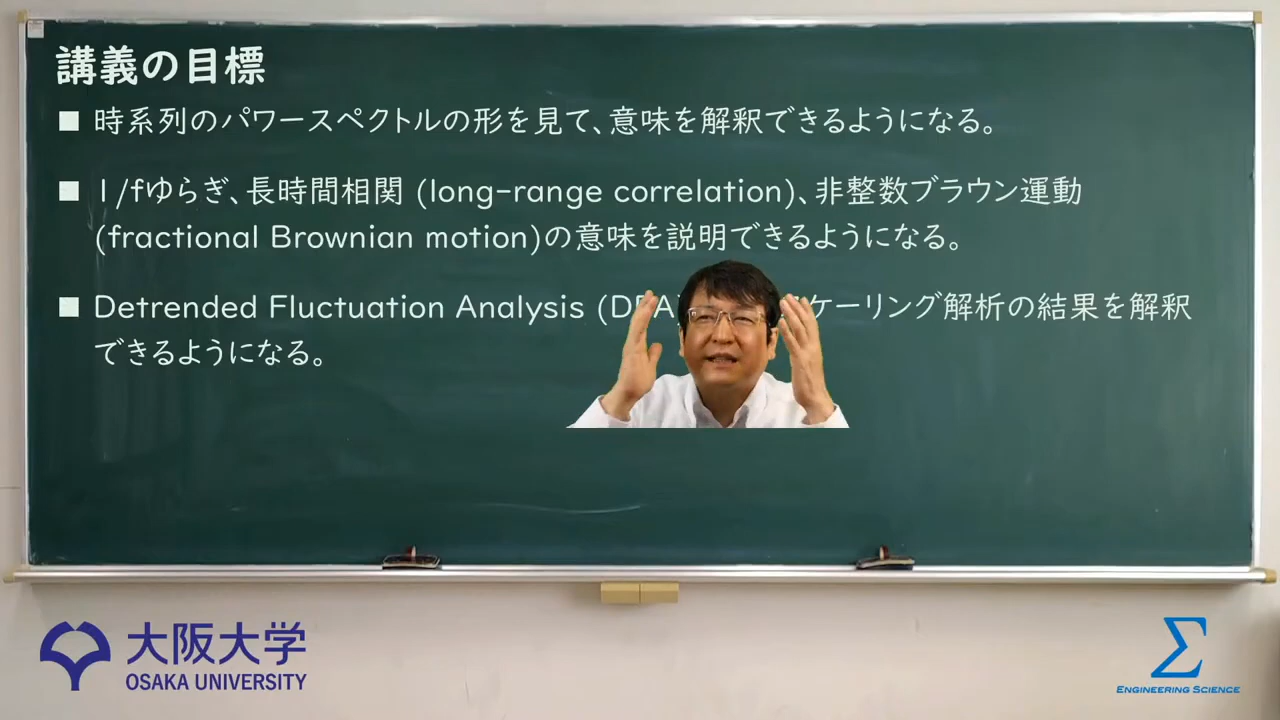 講義の目標
■ 時系列のパワースペクトルの形を見て、意味を解釈できるようになる。
■ 1/fゆらぎ、長時間相関 (long-range correlation)、非整数ブラウン運動
(fractional Brownian motion)の意味を説明できるようになる。
■ Detrended Fluctuation Analysis (DFA) ケーリング解析の結果を解釈
できるようになる。
大阪大学
OSAKA UNIVERSITY
Σ
ENGINEERING SCIENCE